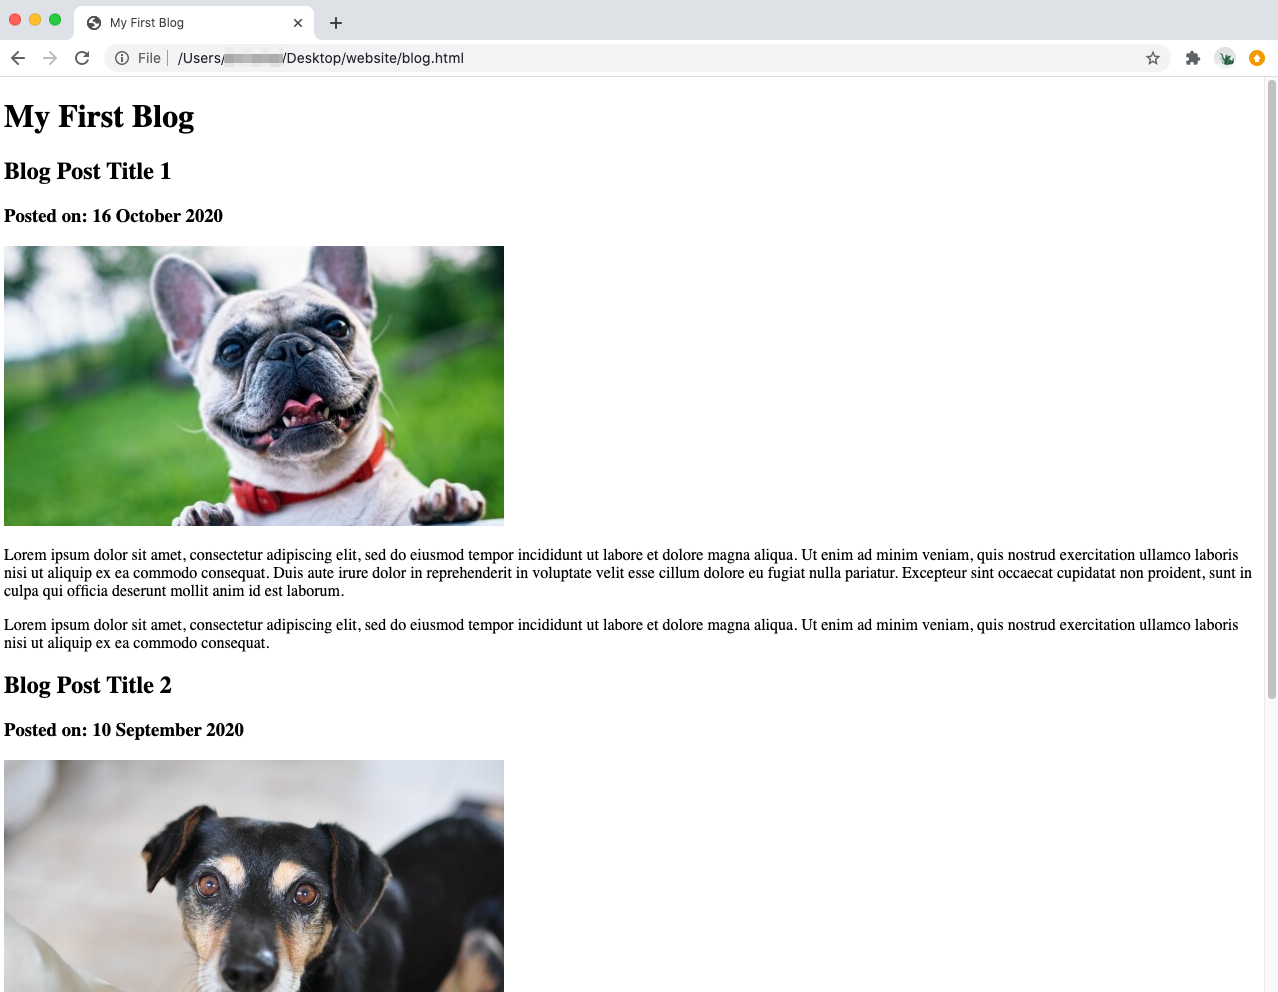 My First Blog
File /Users/ /Desktop/website/blog.html
My First Blog
Blog Post Title 1
Posted on: 16 October 2020
Lorem ipsum dolor sit amet, consectetur adipiscing elit, sed do eiusmod tempor incididunt ut labore et dolore magna aliqua. Ut enim ad minim veniam, quis nostrud exercitation ullamco laboris
nisi ut aliquip ex ea commodo consequat. Duis aute irure dolor in reprehenderit in voluptate velit esse cillum dolore eu fugiat nulla pariatur. Excepteur sint occaecat cupidatat non proident, sunt in
culpa qui officia deserunt mollit anim id est laborum.
Lorem ipsum dolor sit amet, consectetur adipiscing elit, sed do eiusmod tempor incididunt ut labore et dolore magna aliqua. Ut enim ad minim veniam, quis nostrud exercitation ullamco laboris
nisi ut aliquip ex ea commodo consequat.
Blog Post Title 2
Posted on: 10 September 2020